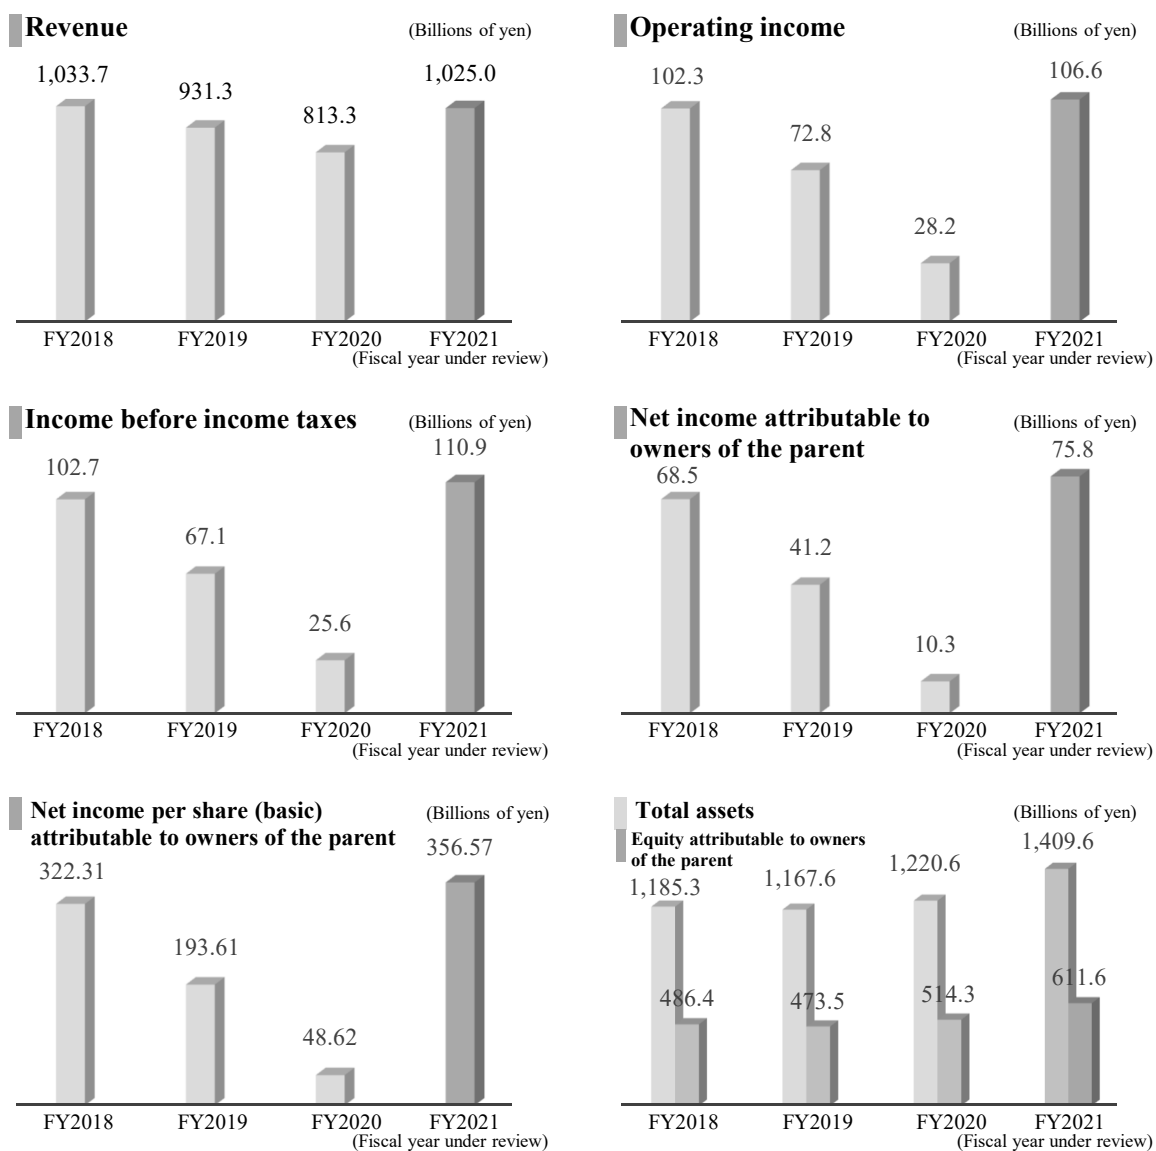 Revenue
(Billions of yen)
1,033.7
931.3
813.3
1,025.0
FY2018 FY2019 FY2020 FY2021
(Fiscal year under review)
Operating income
(Billions of yen)
102.3
72.8
28.2
106.6
FY2018 FY2019 FY2020 FY2021
(Fiscal year under review)
Income before income taxes
(Billions of yen)
102.7
67.1
25.6
110.9
FY2018 FY2019 FY2020 FY2021
(Fiscal year under review)
Net income attributable to
owners of the parent
(Billions of yen)
68.5
41.2
10.3
75.8
FY2018 FY2019 FY2020 FY2021
(Fiscal year under review)
Net income per share (basic)
attributable to owners of the parent
(Billions of yen)
322.31
193.61
48.62
356.57
FY2018 FY2019 FY2020 FY2021
(Fiscal year under review)
Total assets
(Billions of yen)
Equity attributable to owners
of the parent
1,185.3
1,167.6
1,220.6
1,409.6
486.4
473.5
514.3
611.6
FY2018 FY2019 FY2020 FY2021
(Fiscal year under review)